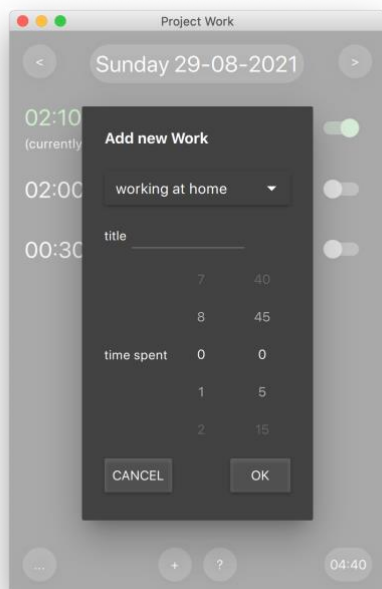 Project Work
< Sunday 29-08-2021 >
02:10
(currently
Add new Work
working at home
02:00
title
00:30
7 40
8 45
time spent 0 0
1 5
2 15
CANCEL OK
... + ? 04:40